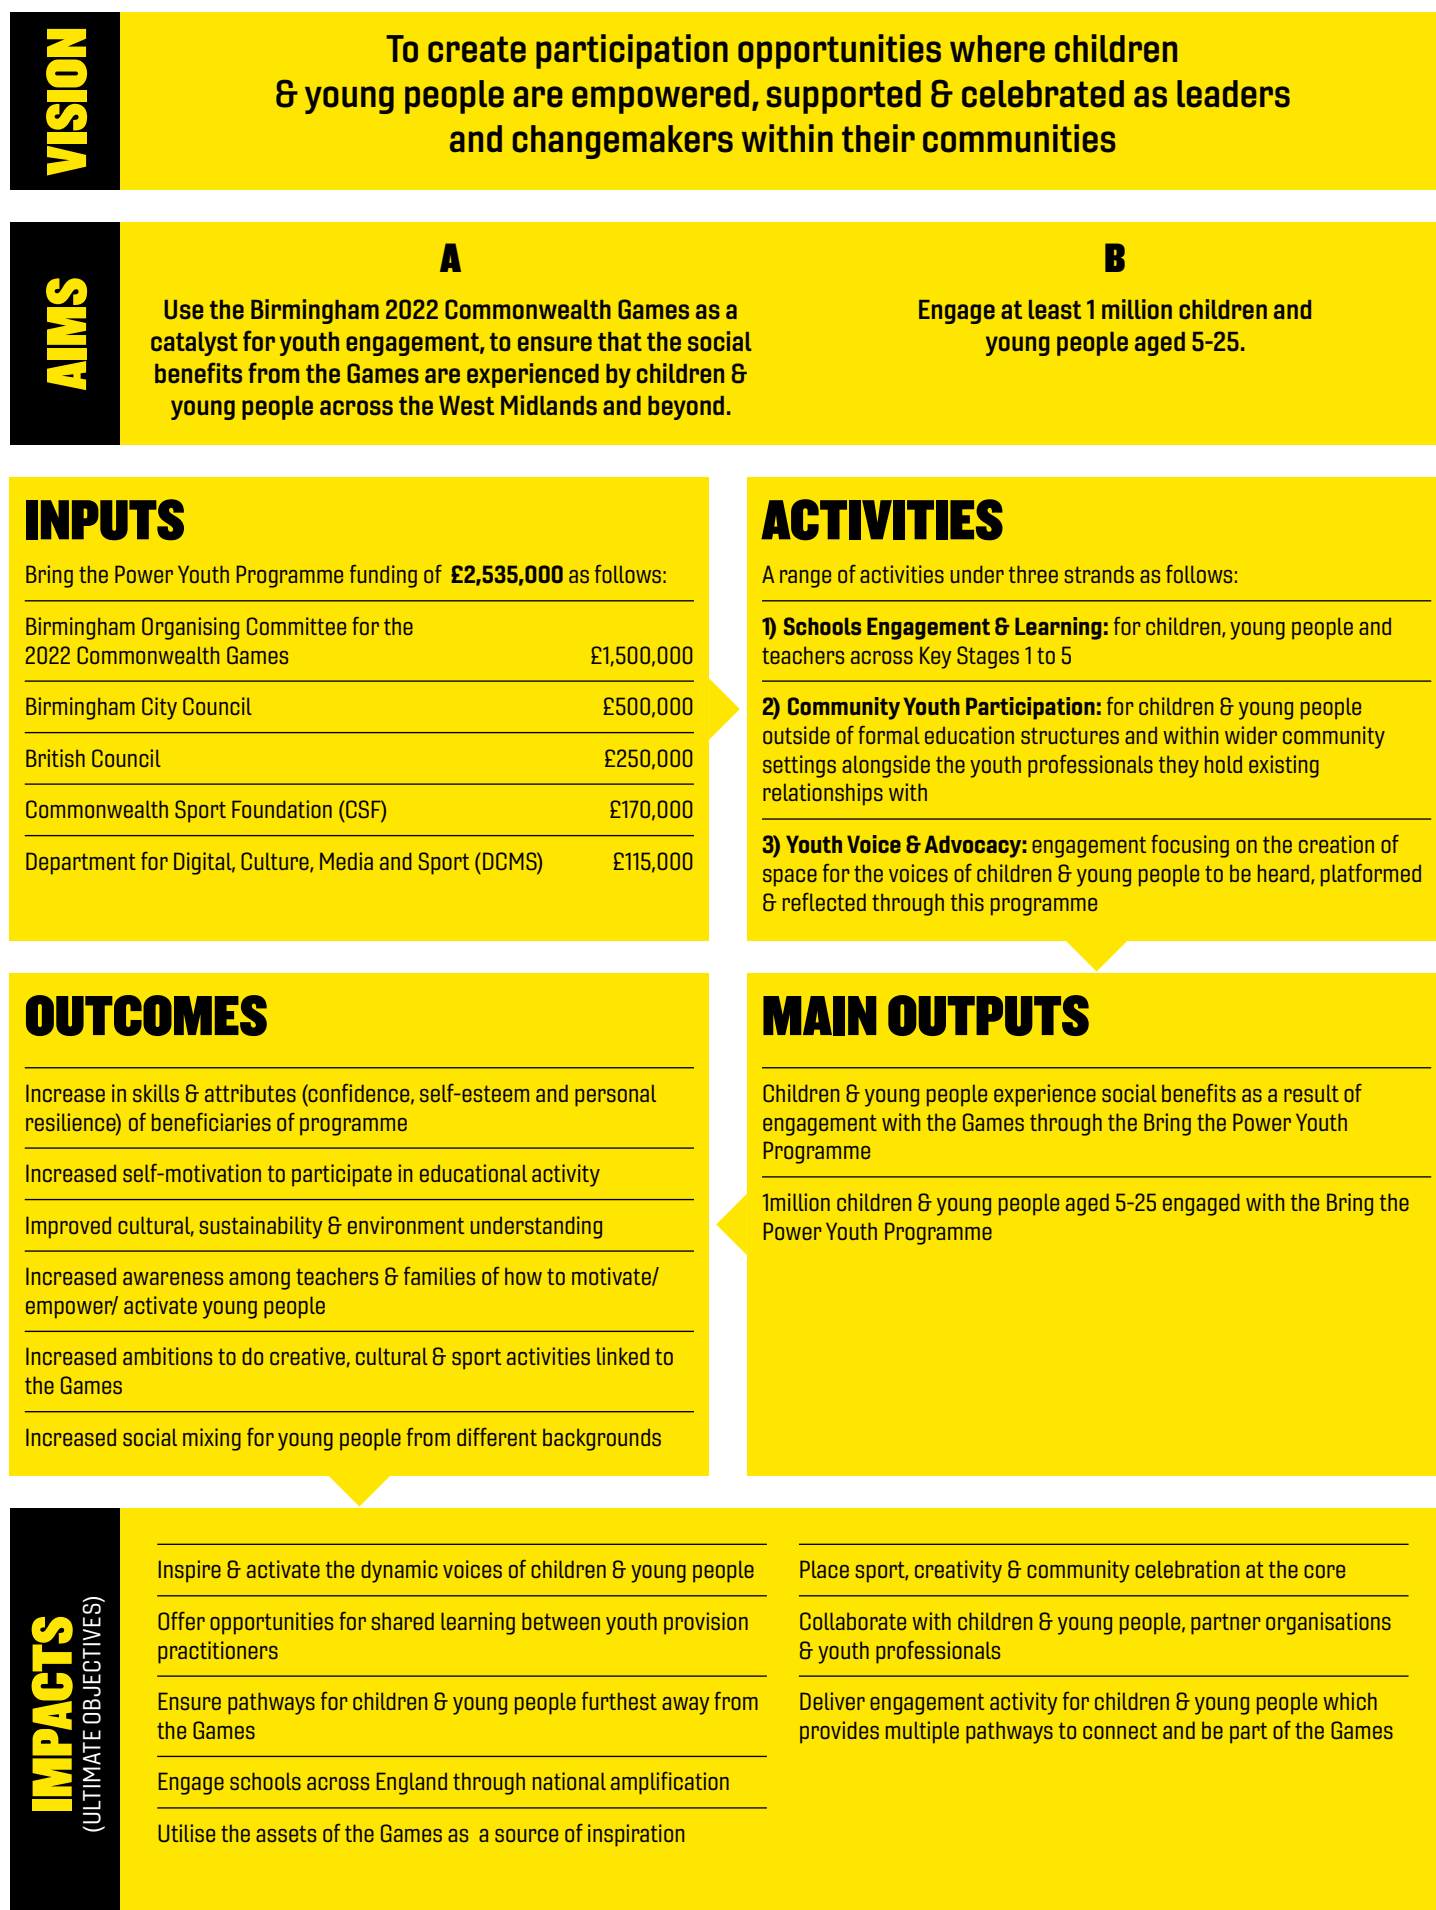 VISION
To create participation opportunities where children
& young people are empowered, supported & celebrated as leaders
and changemakers within their communities
AIMS
A
Use the Birmingham 2022 Commonwealth Games as a
catalyst for youth engagement, to ensure that the social
benefits from the Games are experienced by children &
young people across the West Midlands and beyond.
B
Engage at least 1 million children and
young people aged 5-25.
INPUTS
Bring the Power Youth Programme funding of £2,535,000 as follows:
Birmingham Organising Committee for the
2022 Commonwealth Games £1,500,000
Birmingham City Council £500,000
British Council £250,000
Commonwealth Sport Foundation (CSF) £170,000
Department for Digital, Culture, Media and Sport (DCMS) £115,000
ACTIVITIES
A range of activities under three strands as follows:
1) Schools Engagement & Learning: for children, young people and
teachers across Key Stages 1 to 5
2) Community Youth Participation: for children & young people
outside of formal education structures and within wider community
settings alongside the youth professionals they hold existing
relationships with
3) Youth Voice & Advocacy: engagement focusing on the creation of
space for the voices of children & young people to be heard, platformed
& reflected through this programme
OUTCOMES
Increase in skills & attributes (confidence, self-esteem and personal
resilience) of beneficiaries of programme
Increased self-motivation to participate in educational activity
Improved cultural, sustainability & environment understanding
Increased awareness among teachers & families of how to motivate/
empower/ activate young people
Increased ambitions to do creative, cultural & sport activities linked to
the Games
Increased social mixing for young people from different backgrounds
MAIN OUTPUTS
Children & young people experience social benefits as a result of
engagement with the Games through the Bring the Power Youth
Programme
1million children & young people aged 5-25 engaged with the Bring the
Power Youth Programme
IMPACTS
(ULTIMATE OBJECTIVES)
Inspire & activate the dynamic voices of children & young people
Offer opportunities for shared learning between youth provision
practitioners
Ensure pathways for children & young people furthest away from
the Games
Engage schools across England through national amplification
Utilise the assets of the Games as a source of inspiration
Place sport, creativity & community celebration at the core
Collaborate with children & young people, partner organisations
& youth professionals
Deliver engagement activity for children & young people which
provides multiple pathways to connect and be part of the Games